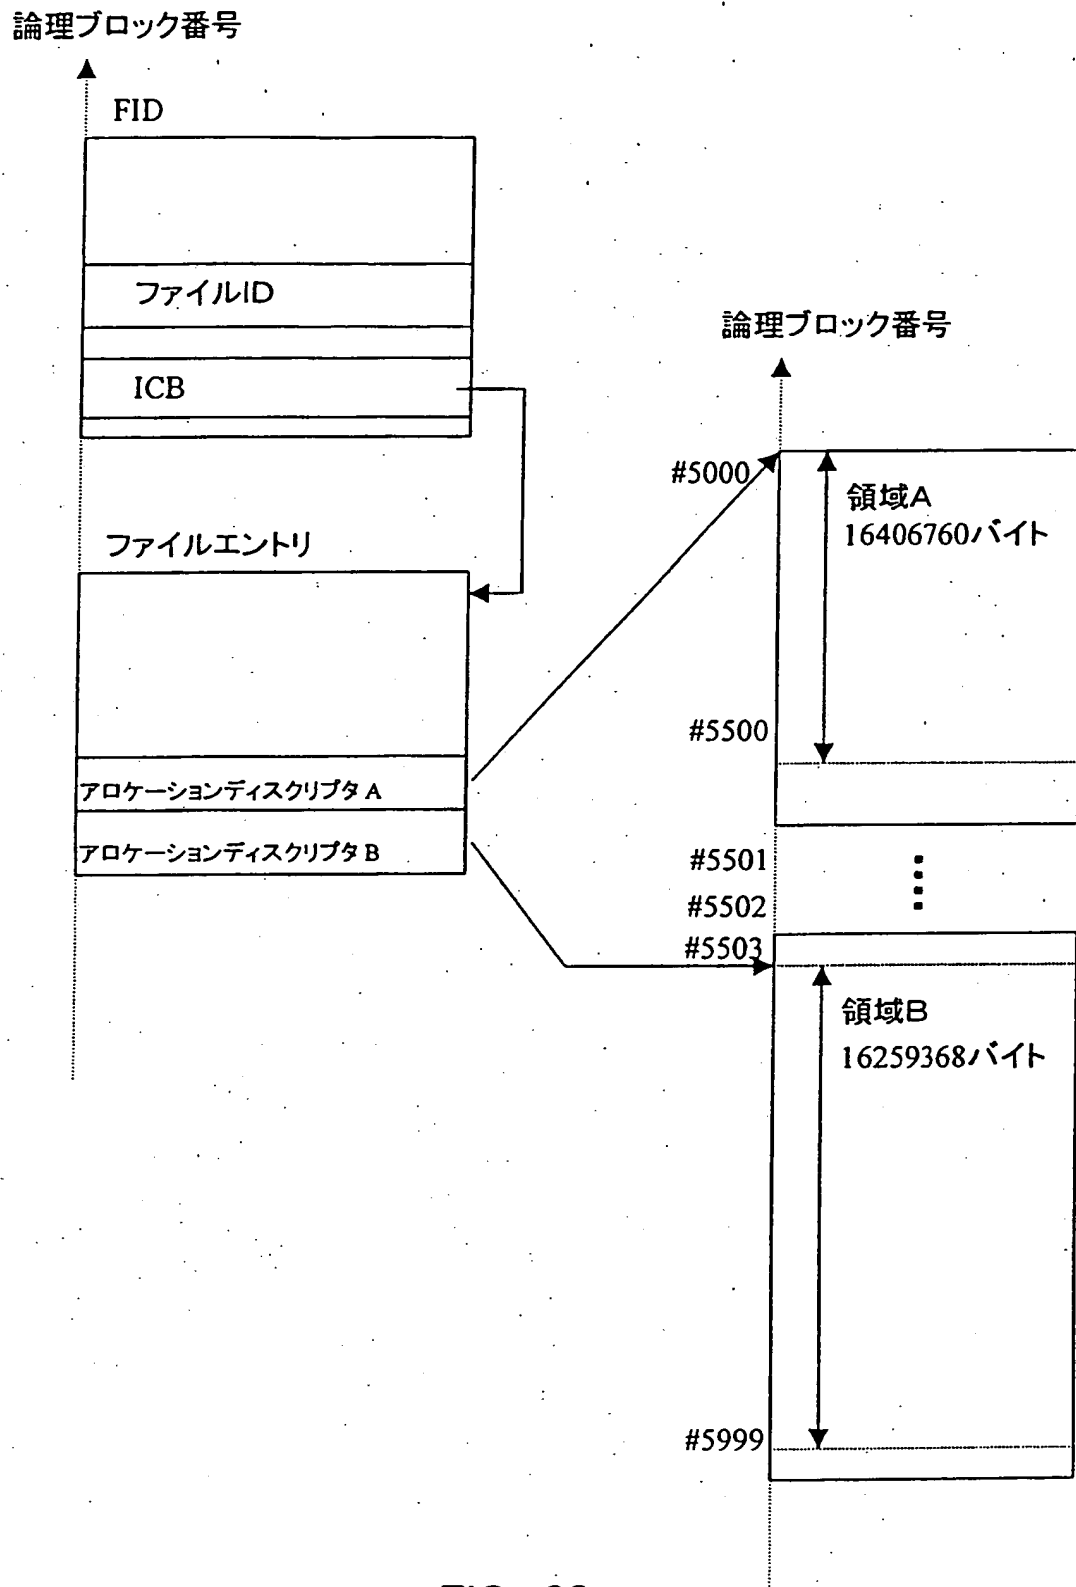 論理ブロック番号
FID
ファイルID
ICB
ファイルエントリ
アロケーションディスクリプタ A
アロケーションディスクリプタ B
論理ブロック番号
#5000
領域A
16406760バイト
#5500
#5501
#5502
#5503
領域B
16259368バイト
#5999